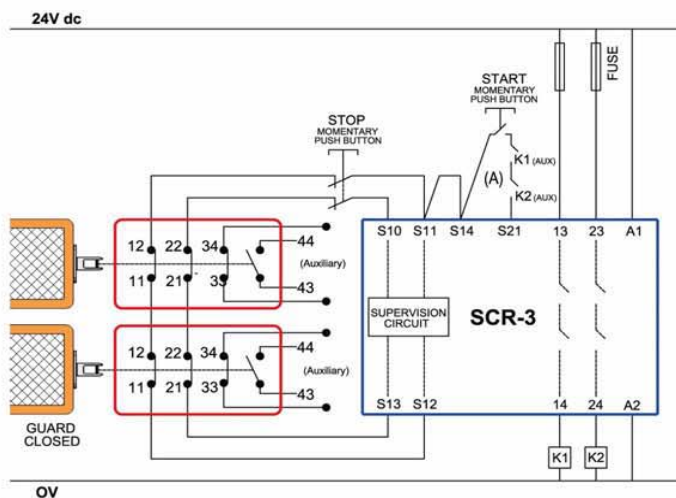 24V dc
STOP
MOMENTARY
PUSH BUTTON
START
MOMENTARY
PUSH BUTTON
FUSE
K1 (AUX)
(A)
K2 (AUX)
12 22 34
44
(Auxiliary)
11 21 33
43
S10 S11 S14 S21 13 23 A1
SUPERVISION
CIRCUIT
SCR-3
12 22 34
44
(Auxiliary)
11 21 33
43
S13 S12 14 24 A2
GUARD
CLOSED
K1 K2
OV